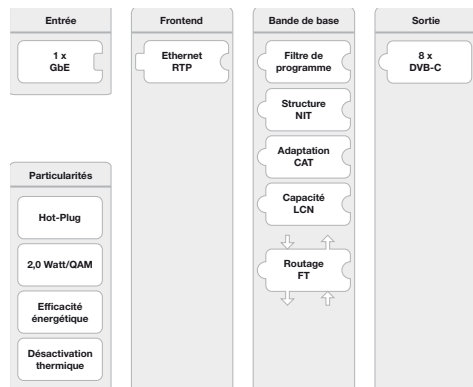 Entrée
1 x
GbE
Particularités
Hot-Plug
2,0 Watt/QAM
Efficacité
énergétique
Désactivation
thermique
Frontend
Ethernet
RTP
Bande de base
Filtre de
programme
Structure
NIT
Adaptation
CAT
Capacité
LCN
Routage
FT
Sortie
8 x
DVB-C